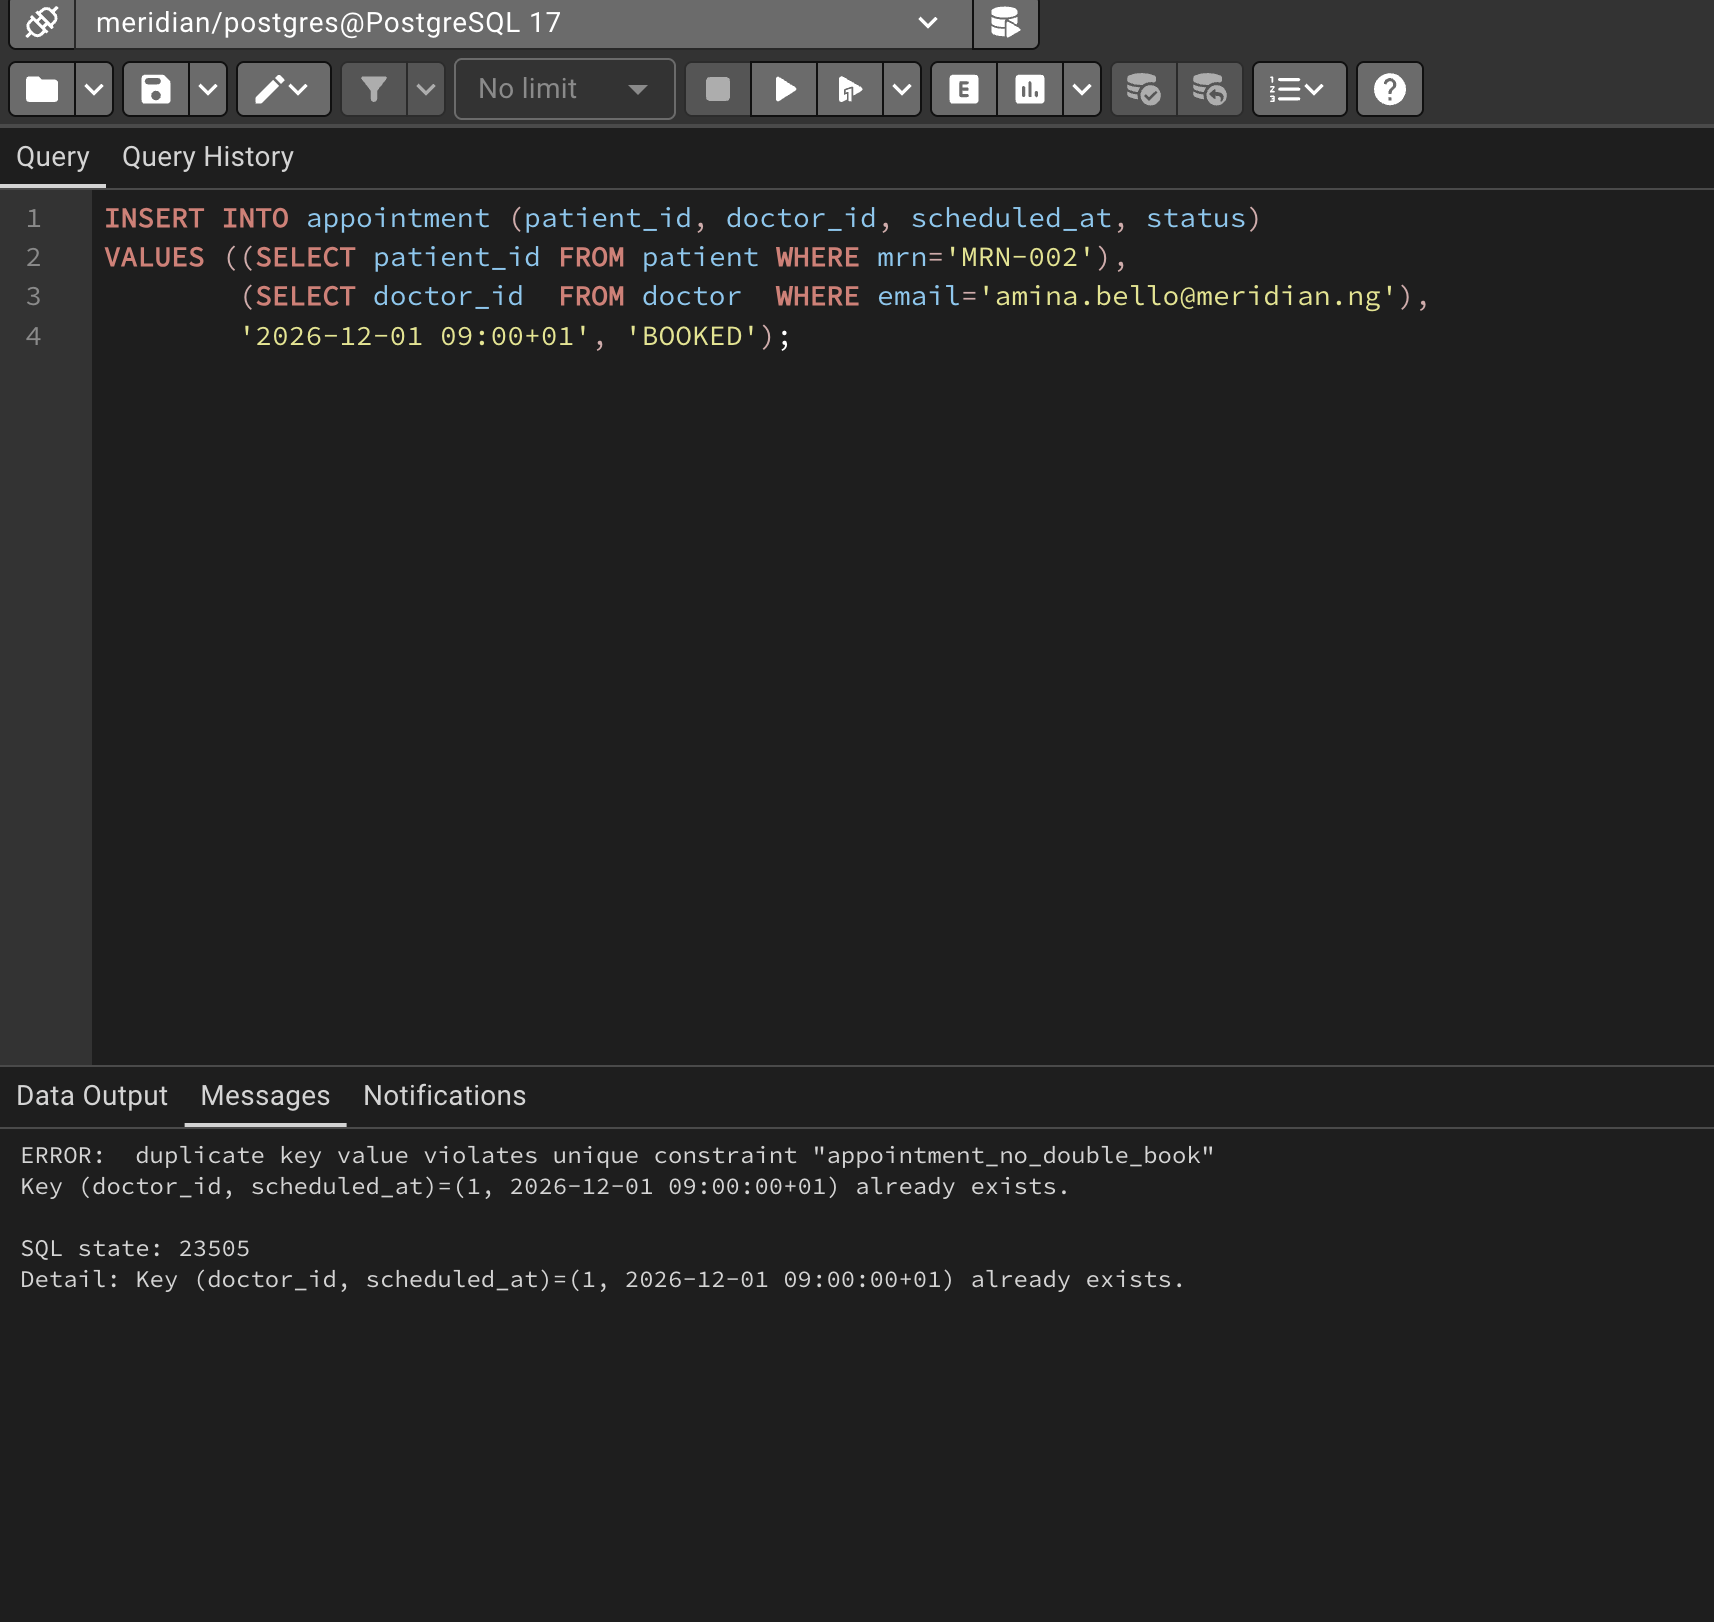 meridian/postgres@PostgreSQL 17
No limit
Query Query History
1 INSERT INTO appointment (patient_id, doctor_id, scheduled_at, status)
2 VALUES ((SELECT patient_id FROM patient WHERE mrn='MRN-002'),
3         (SELECT doctor_id  FROM doctor  WHERE email='amina.bello@meridian.ng'),
4         '2026-12-01 09:00+01', 'BOOKED');
Data Output Messages Notifications
ERROR:  duplicate key value violates unique constraint "appointment_no_double_book"
Key (doctor_id, scheduled_at)=(1, 2026-12-01 09:00:00+01) already exists.
SQL state: 23505
Detail: Key (doctor_id, scheduled_at)=(1, 2026-12-01 09:00:00+01) already exists.